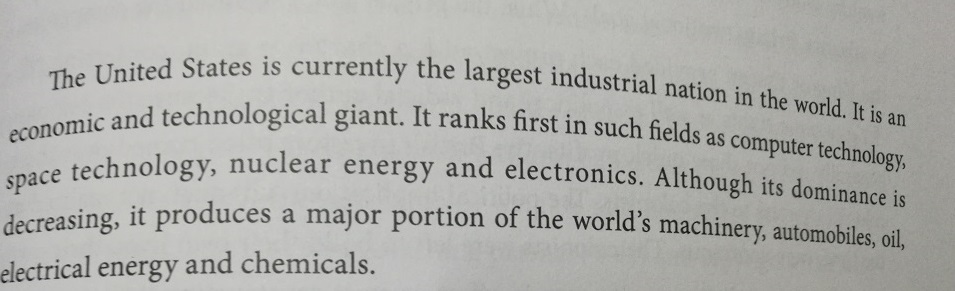 The United States is currently the largest industrial nation in the world. It is an
economic and technological giant. It ranks first in such fields as computer technology,
space technology, nuclear energy and electronics. Although its dominance is
decreasing, it produces a major portion of the world's machinery, automobiles, oil,
electrical energy and chemicals.